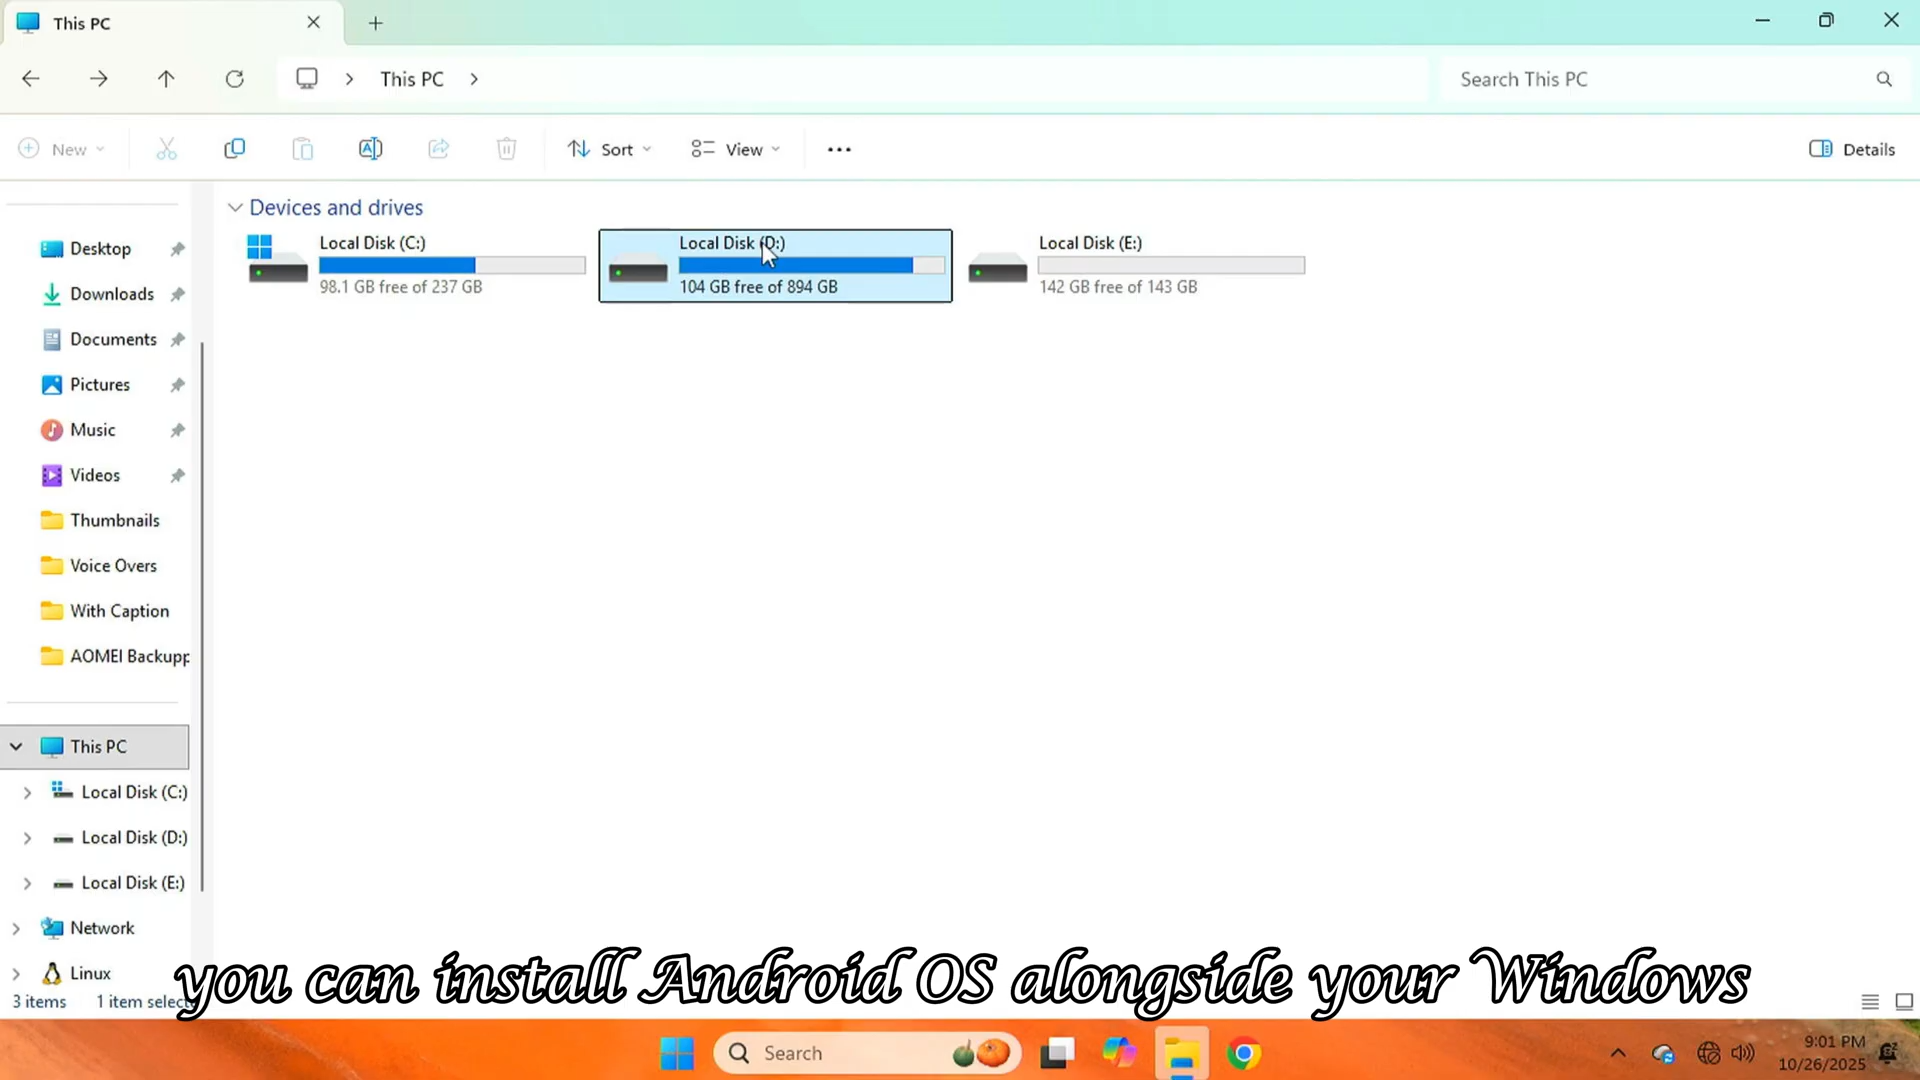 This PC
This PC
Search This PC
New
Sort
View
Details
Devices and drives
Local Disk (C:)
98.1 GB free of 237 GB
Local Disk (D:)
104 GB free of 894 GB
Local Disk (E:)
142 GB free of 143 GB
Desktop
Downloads
Documents
Pictures
Music
Videos
Thumbnails
Voice Overs
With Caption
AOMEI Backupp
This PC
Local Disk (C:)
Local Disk (D:)
Local Disk (E:)
Network
Linux
you can install Android OS alongside your Windows
3 items 1 item selecte
Search
9:01 PM
10/26/2025